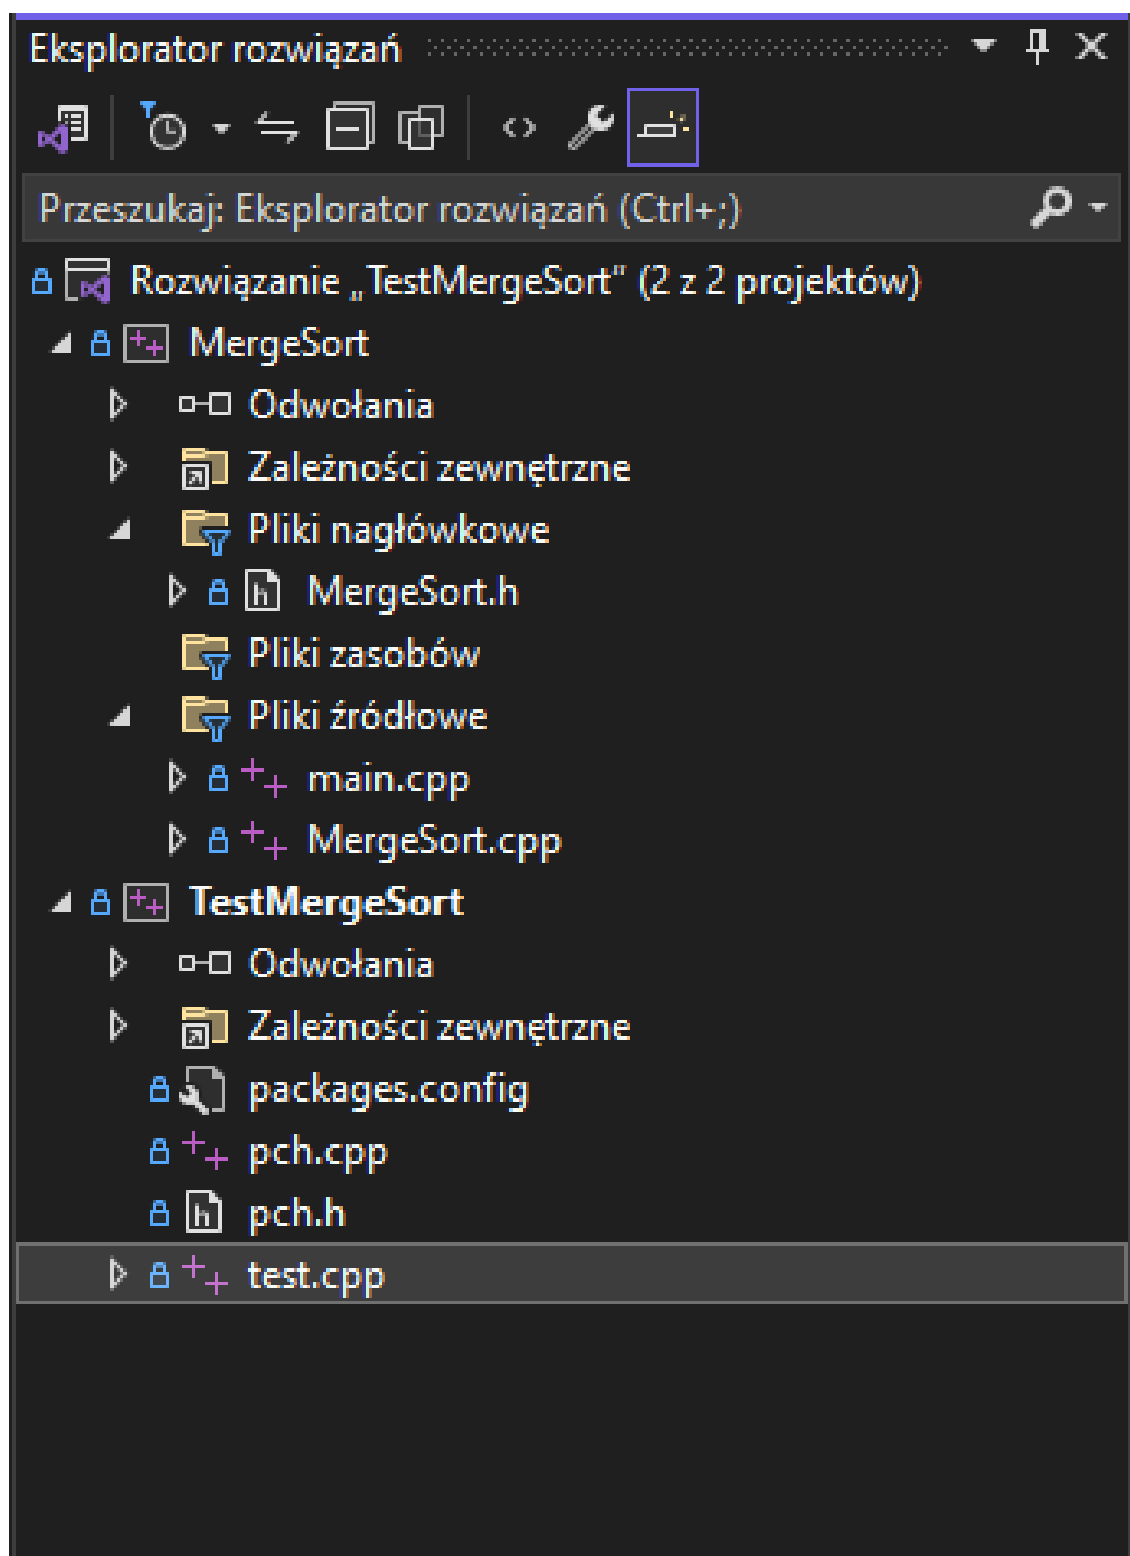 Eksplorator rozwiązań
Przeszukaj: Eksplorator rozwiązań (Ctrl+;)
Rozwiązanie „TestMergeSort" (2 z 2 projektów)
MergeSort
Odwołania
Zależności zewnętrzne
Pliki nagłówkowe
MergeSort.h
Pliki zasobów
Pliki źródłowe
main.cpp
MergeSort.cpp
TestMergeSort
Odwołania
Zależności zewnętrzne
packages.config
pch.cpp
pch.h
test.cpp